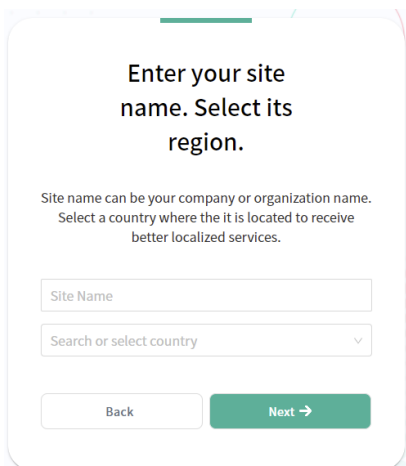 Enter your site
name. Select its
region.
Site name can be your company or organization name.
Select a country where the it is located to receive
better localized services.
Site Name
Search or select country
Back
Next →